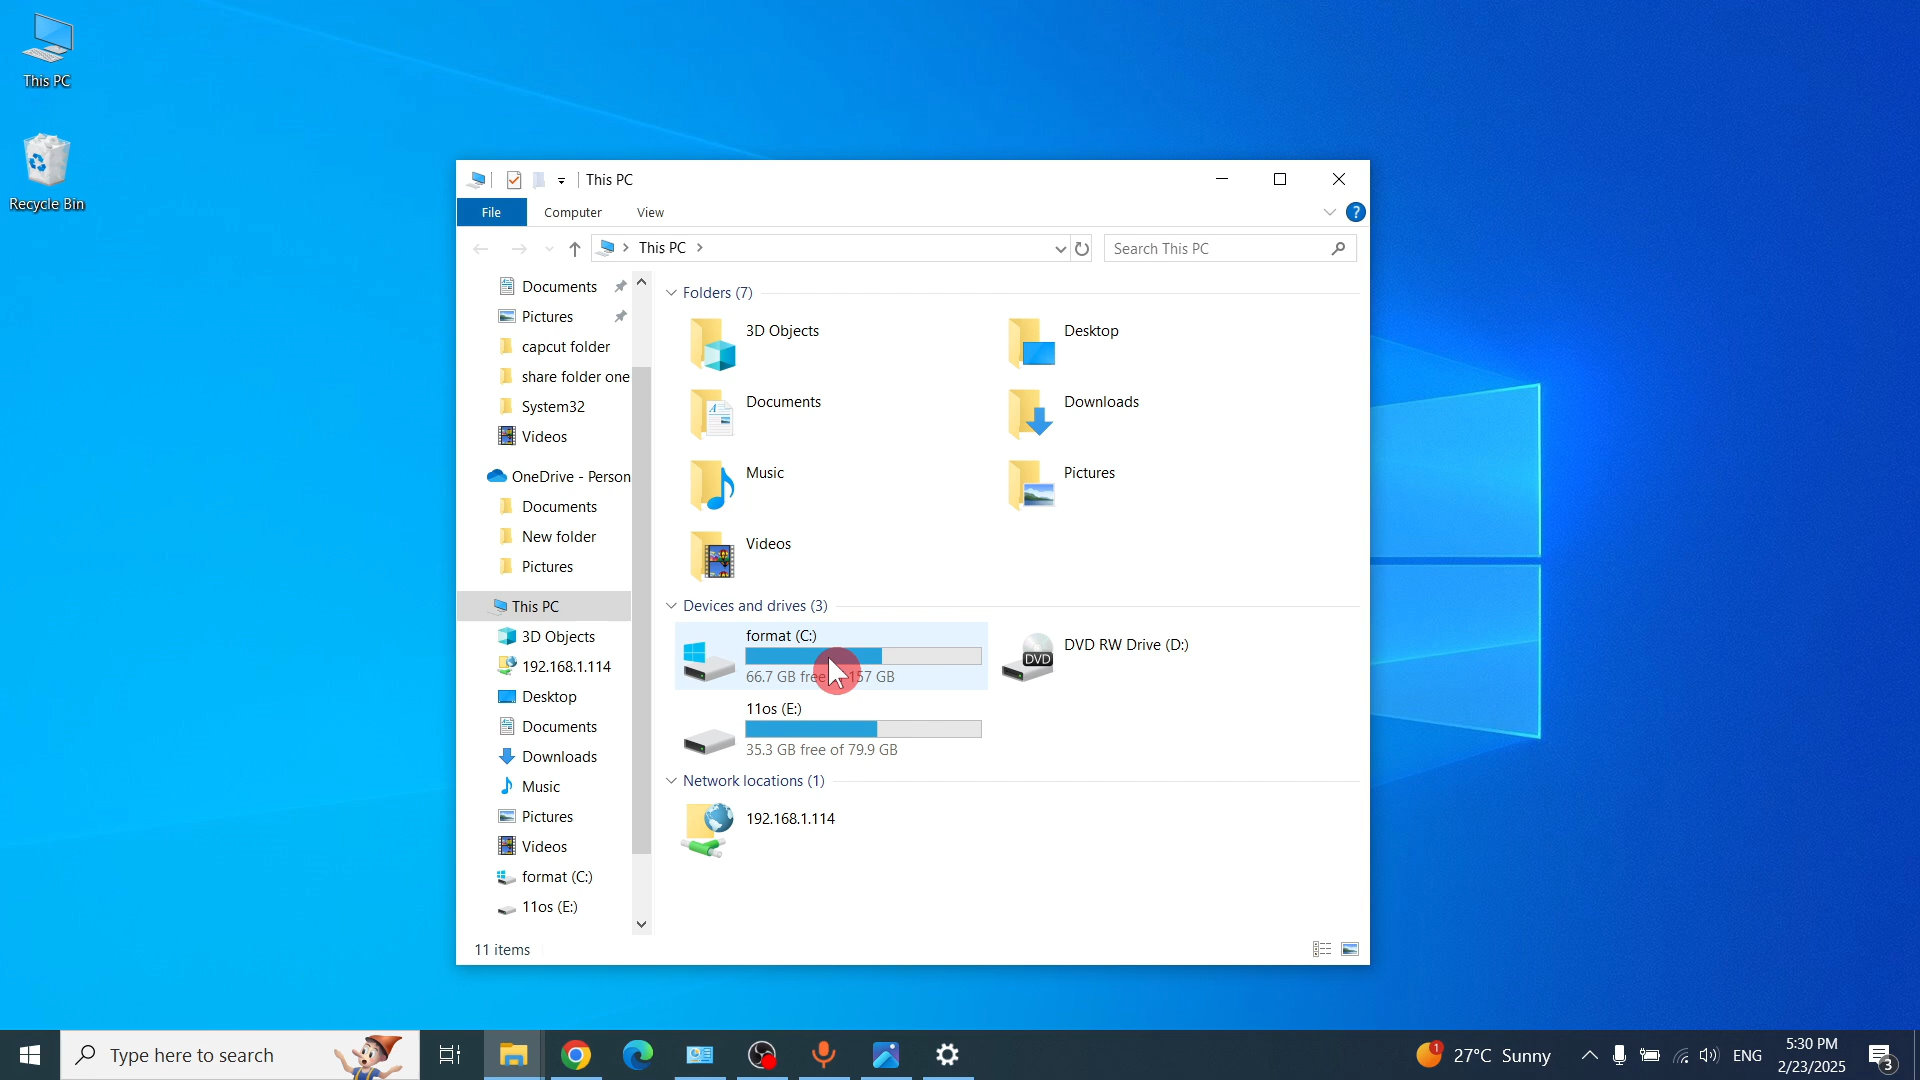 This PC
Recycle Bin
This PC
File
Computer
View
This PC
Search This PC
Documents
Pictures
capcut folder
share folder one
System32
Videos
OneDrive - Person
Documents
New folder
Pictures
This PC
3D Objects
192.168.1.114
Desktop
Documents
Downloads
Music
Pictures
Videos
format (C:)
11os (E:)
Folders (7)
3D Objects
Desktop
Documents
Downloads
Music
Pictures
Videos
Devices and drives (3)
format (C:)
66.7 GB free 157 GB
DVD
DVD RW Drive (D:)
11os (E:)
35.3 GB free of 79.9 GB
Network locations (1)
192.168.1.114
11 items
Type here to search
1
27°C Sunny
ENG
5:30 PM
2/23/2025
3